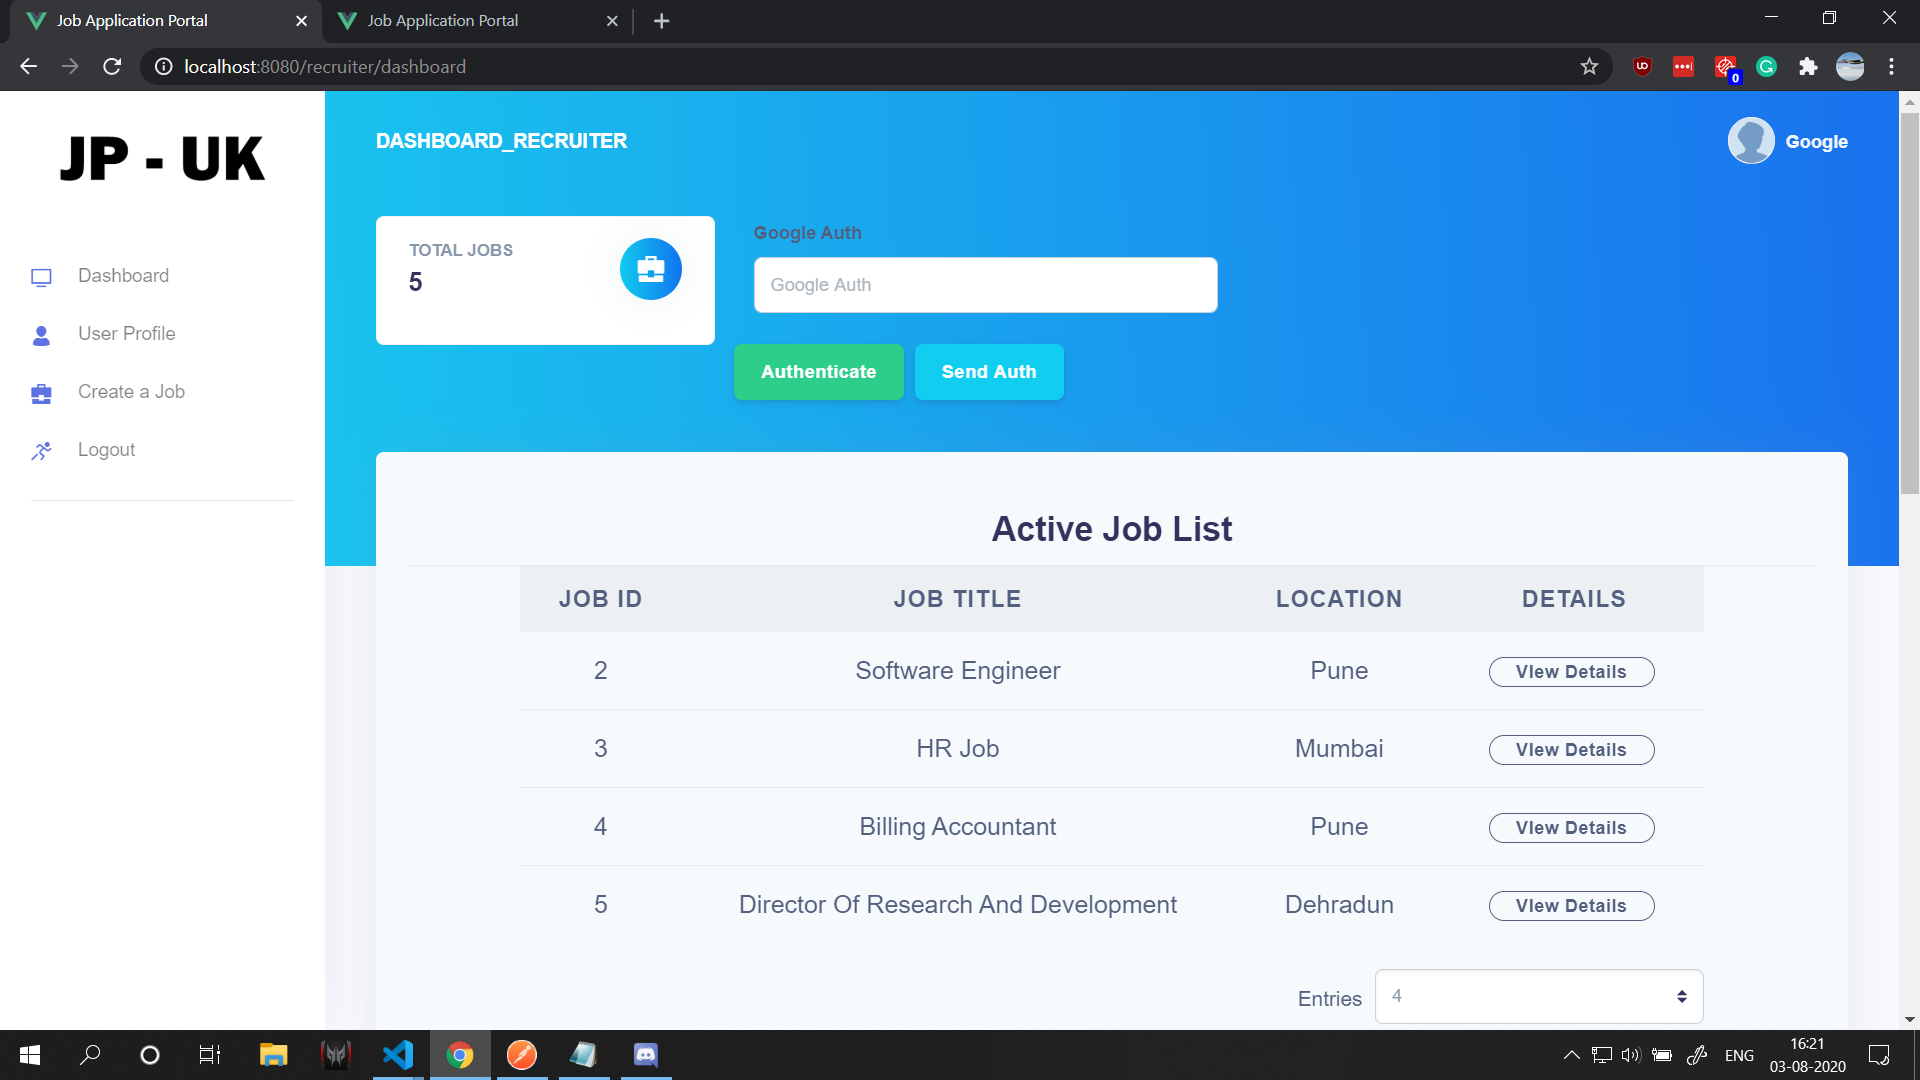 Job Application Portal
Job Application Portal
localhost:8080/recruiter/dashboard
0
JP - UK
Dashboard
User Profile
Create a Job
Logout
DASHBOARD_RECRUITER
Google
TOTAL JOBS
5
Google Auth
Google Auth
Authenticate
Send Auth
Active Job List
JOB ID JOB TITLE LOCATION DETAILS
2 Software Engineer Pune VIew Details
3 HR Job Mumbai VIew Details
4 Billing Accountant Pune VIew Details
5 Director Of Research And Development Dehradun VIew Details
Entries 4
ENG
16:21
03-08-2020